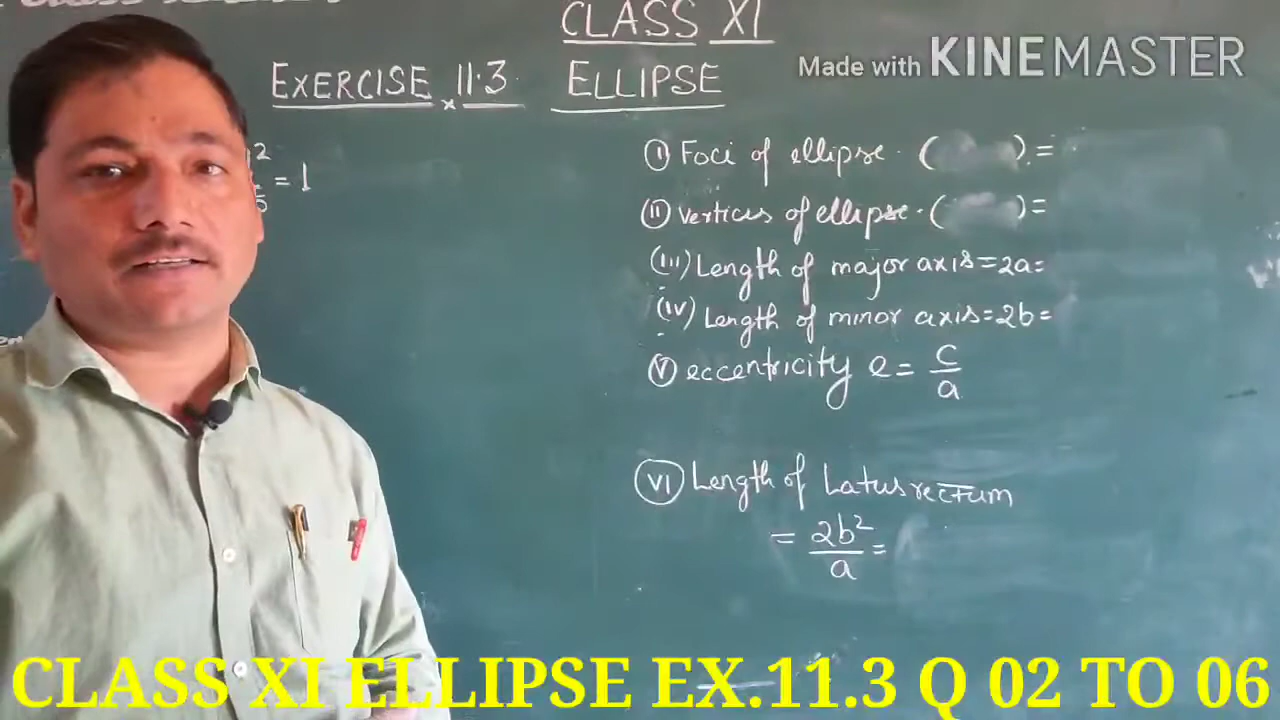 CLASS XI
Made with KINEMASTER
EXERCISE 11.3 ELLIPSE
2
= 1
5
(I) Foci of ellipse. ( ). =
(II) vertices of ellipse. ( ) =
(III) Length of major axis = 2a =
(IV) Length of minor axis = 2b =
(V) eccentricity e = c/a
(VI) Length of Latus rectum
= 2b²/a =
CLASS XI ELLIPSE EX.11.3 Q 02 TO 06